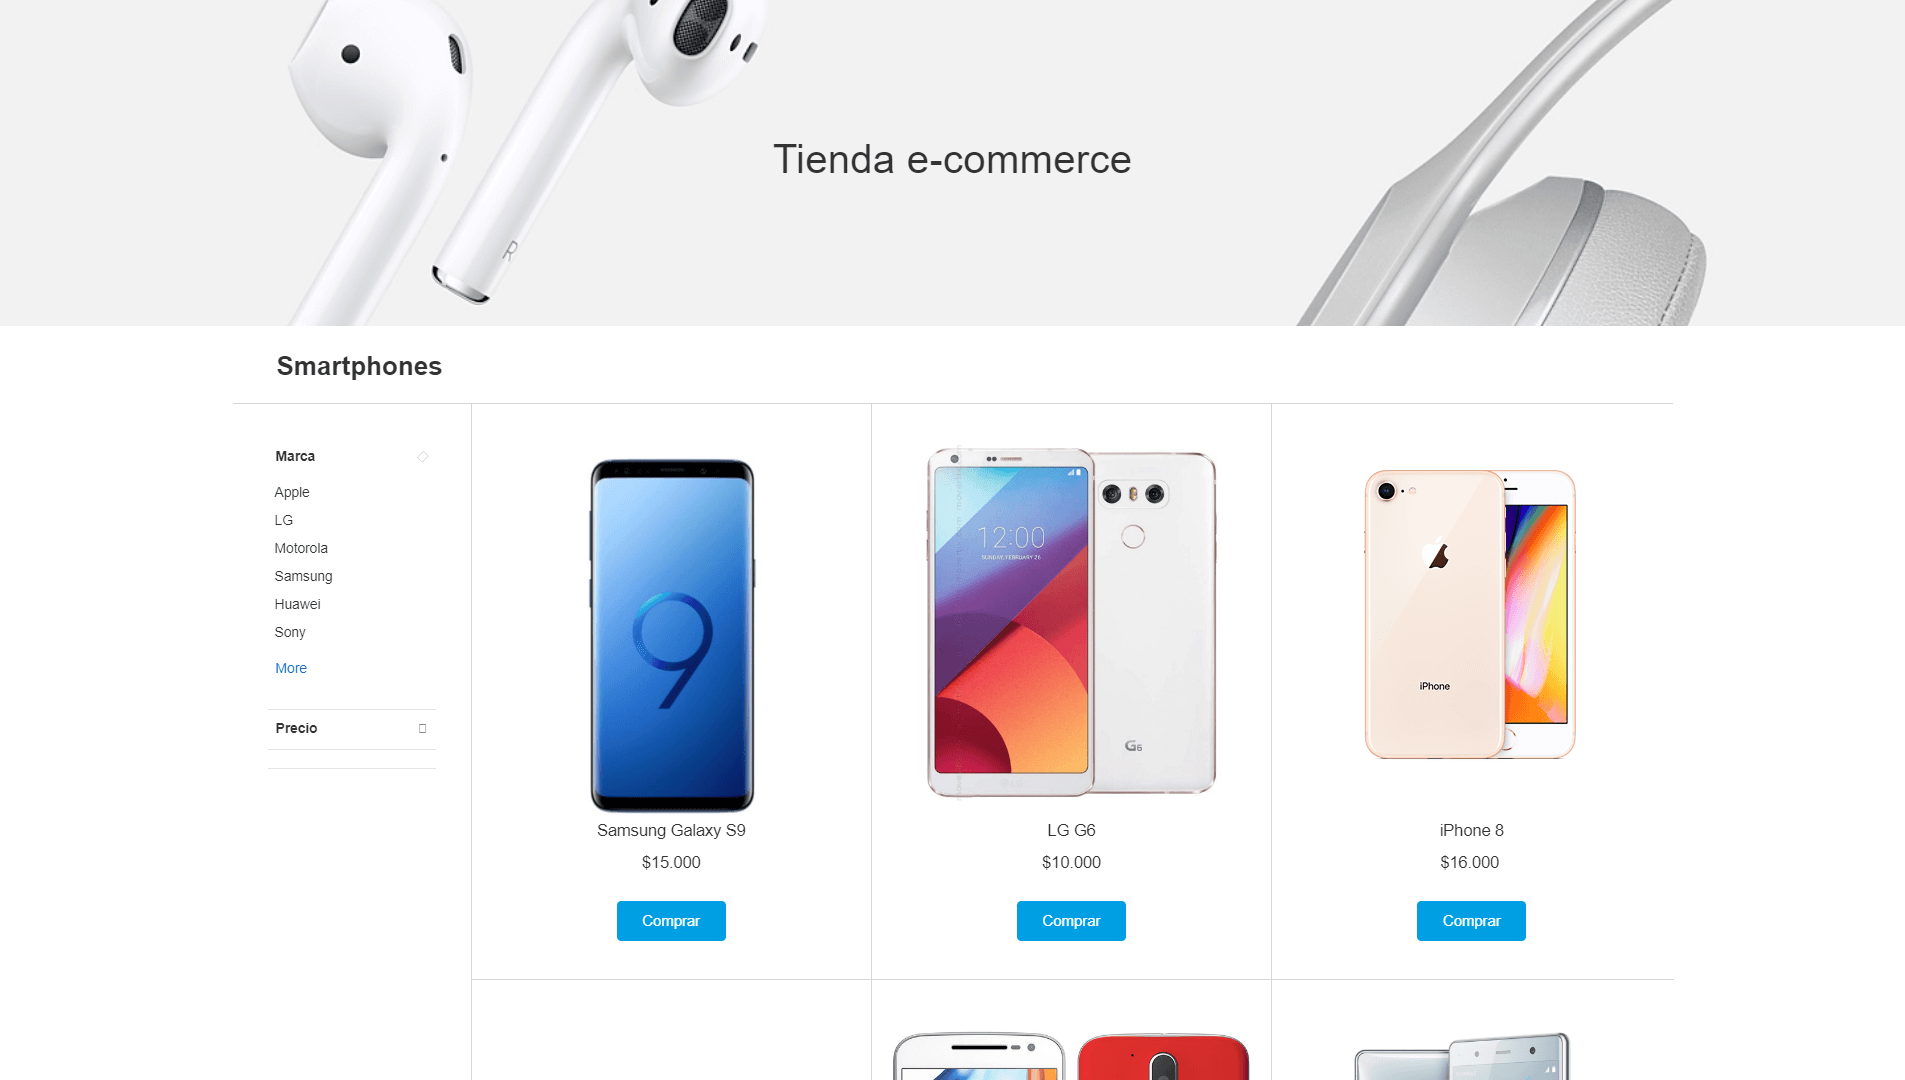 R
Tienda e-commerce
Smartphones
Marca
Apple
LG
Motorola
Samsung
Huawei
Sony
More
Precio
9
Samsung Galaxy S9
$15.000
Comprar
12:00
SUNDAY, FEBRUARY 26
G6
LG G6
$10.000
Comprar
iPhone
iPhone 8
$16.000
Comprar